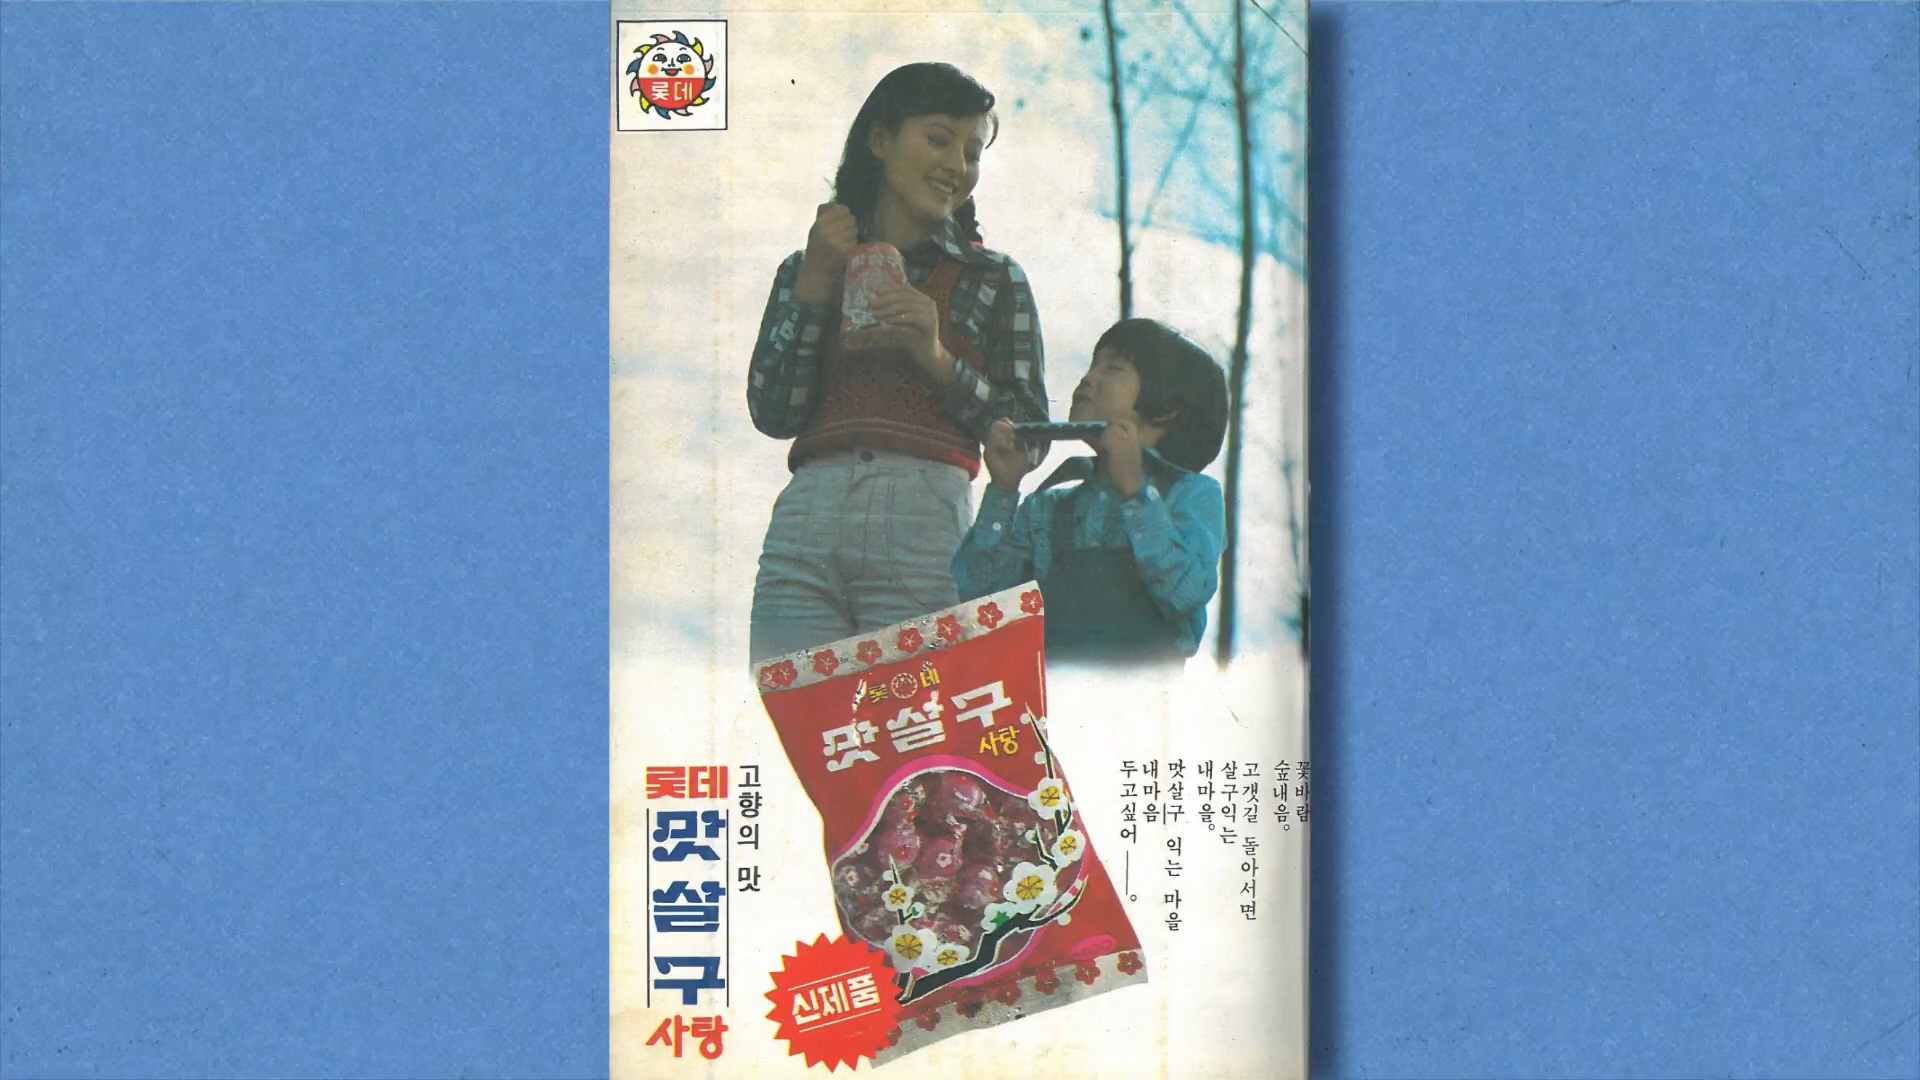 롯데
맛살구
롯데
맛살구
사탕
꽃바람
숲내음。
고갯길 돌아서면
살구익는
내마을。
맛살구 익는 마을
내마음
두고싶어──。
고향의 맛
롯데
맛살구
사탕
신제품